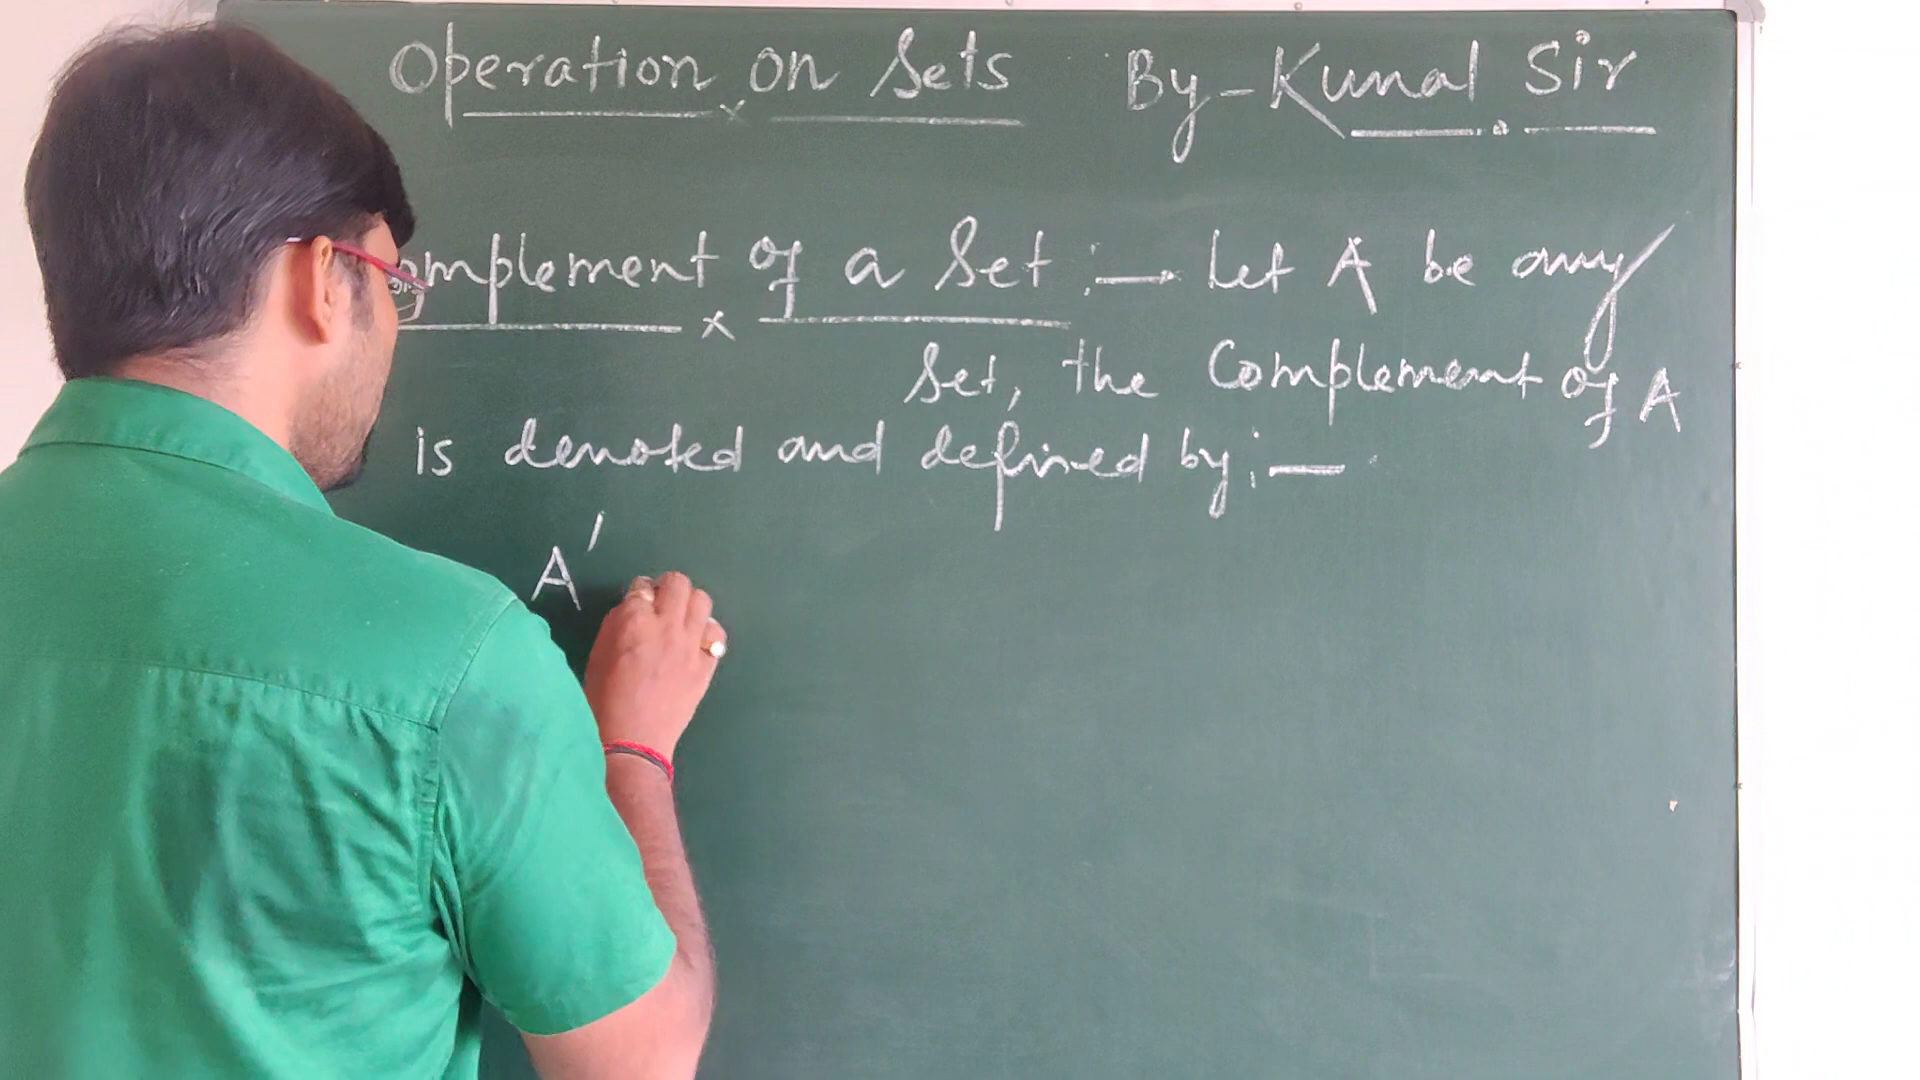 Operation on Sets By-Kunal Sir
Complement of a Set :→ Let A be any
Set, the Complement of A
is denoted and defined by:—
A'